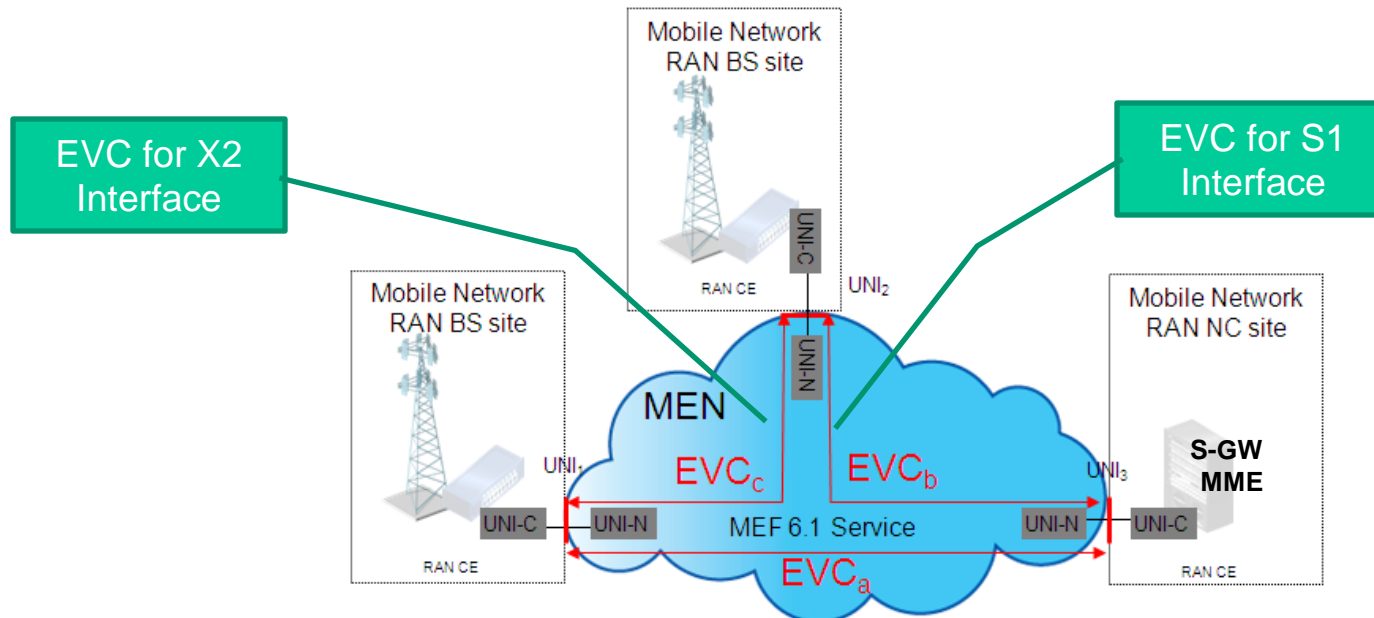 Mobile Network
RAN BS site
EVC for X2
Interface
EVC for S1
Interface
UNI-C
RAN CE
UNI2
Mobile Network
RAN BS site
Mobile Network
RAN NC site
UNI-N
MEN
S-GW
MME
UNI1
EVCc
EVCb
UNI3
UNI-C
UNI-N
MEF 6.1 Service
UNI-N
UNI-C
RAN CE
EVCa
RAN CE